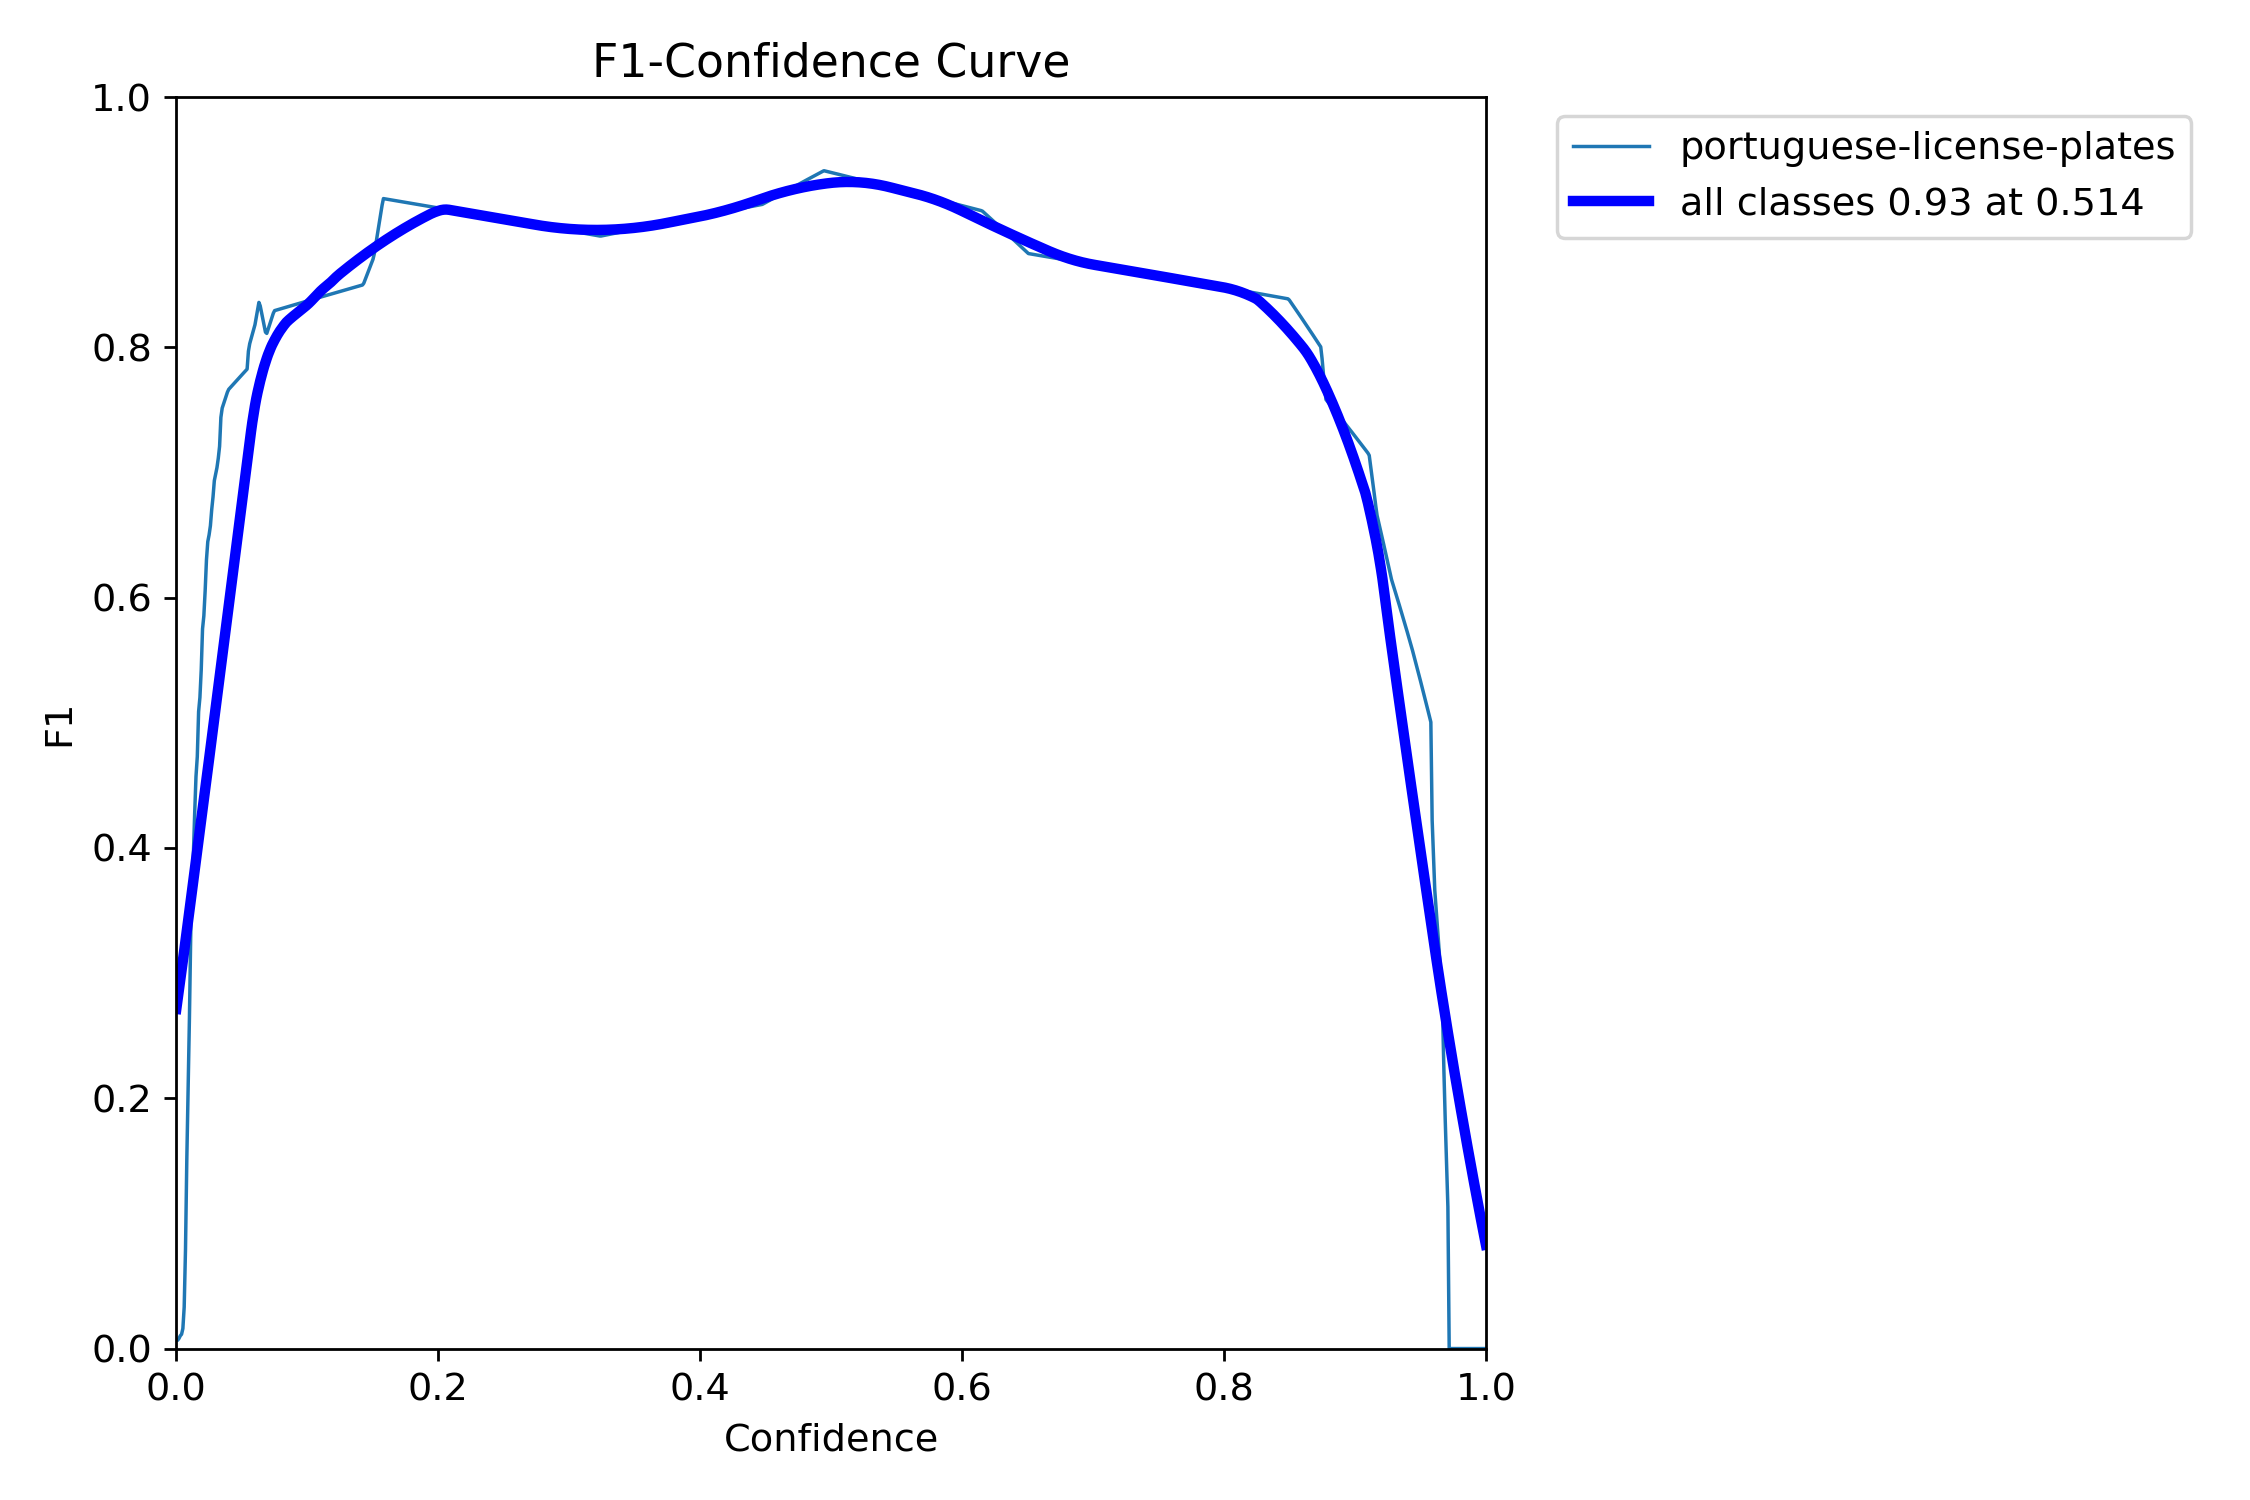 F1-Confidence Curve
portuguese-license-plates
all classes 0.93 at 0.514
1.0
0.8
0.6
0.4
0.2
0.0
F1
0.0 0.2 0.4 0.6 0.8 1.0
Confidence